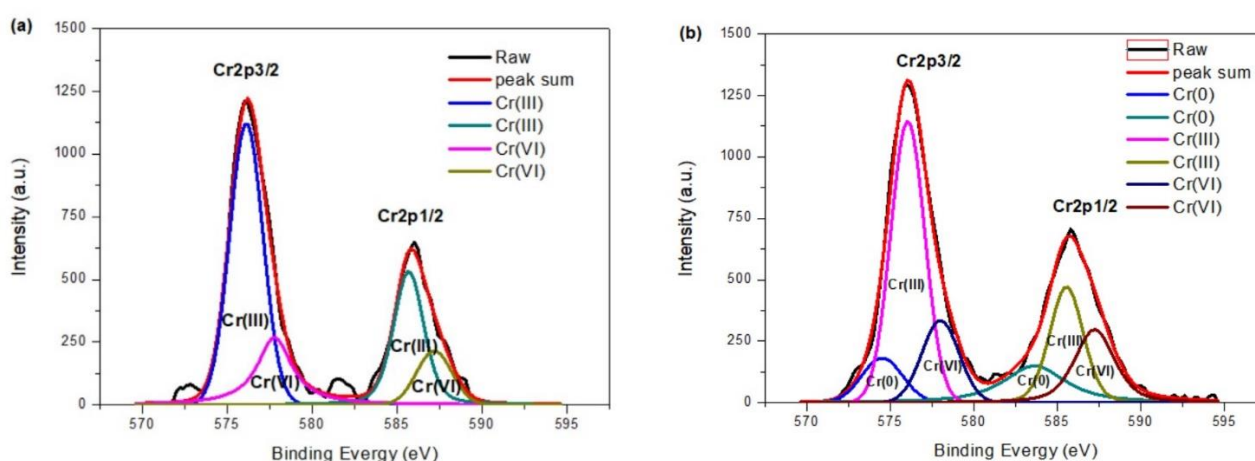 (a)
1500
1250
1000
750
500
250
0
Intensity (a.u.)
Cr2p3/2
Cr2p1/2
Raw
peak sum
Cr(III)
Cr(III)
Cr(VI)
Cr(VI)
Cr(III)
Cr(VI)
Cr(III)
Cr(VI)
570 575 580 585 590 595
Binding Evergy (eV)
(b)
1500
1250
1000
750
500
250
0
Intensity (a.u.)
Cr2p3/2
Cr2p1/2
Raw
peak sum
Cr(0)
Cr(0)
Cr(III)
Cr(III)
Cr(VI)
Cr(VI)
Cr(III)
Cr(0)
Cr(VI)
Cr(0)
Cr(III)
Cr(VI)
570 575 580 585 590 595
Binding Evergy (eV)